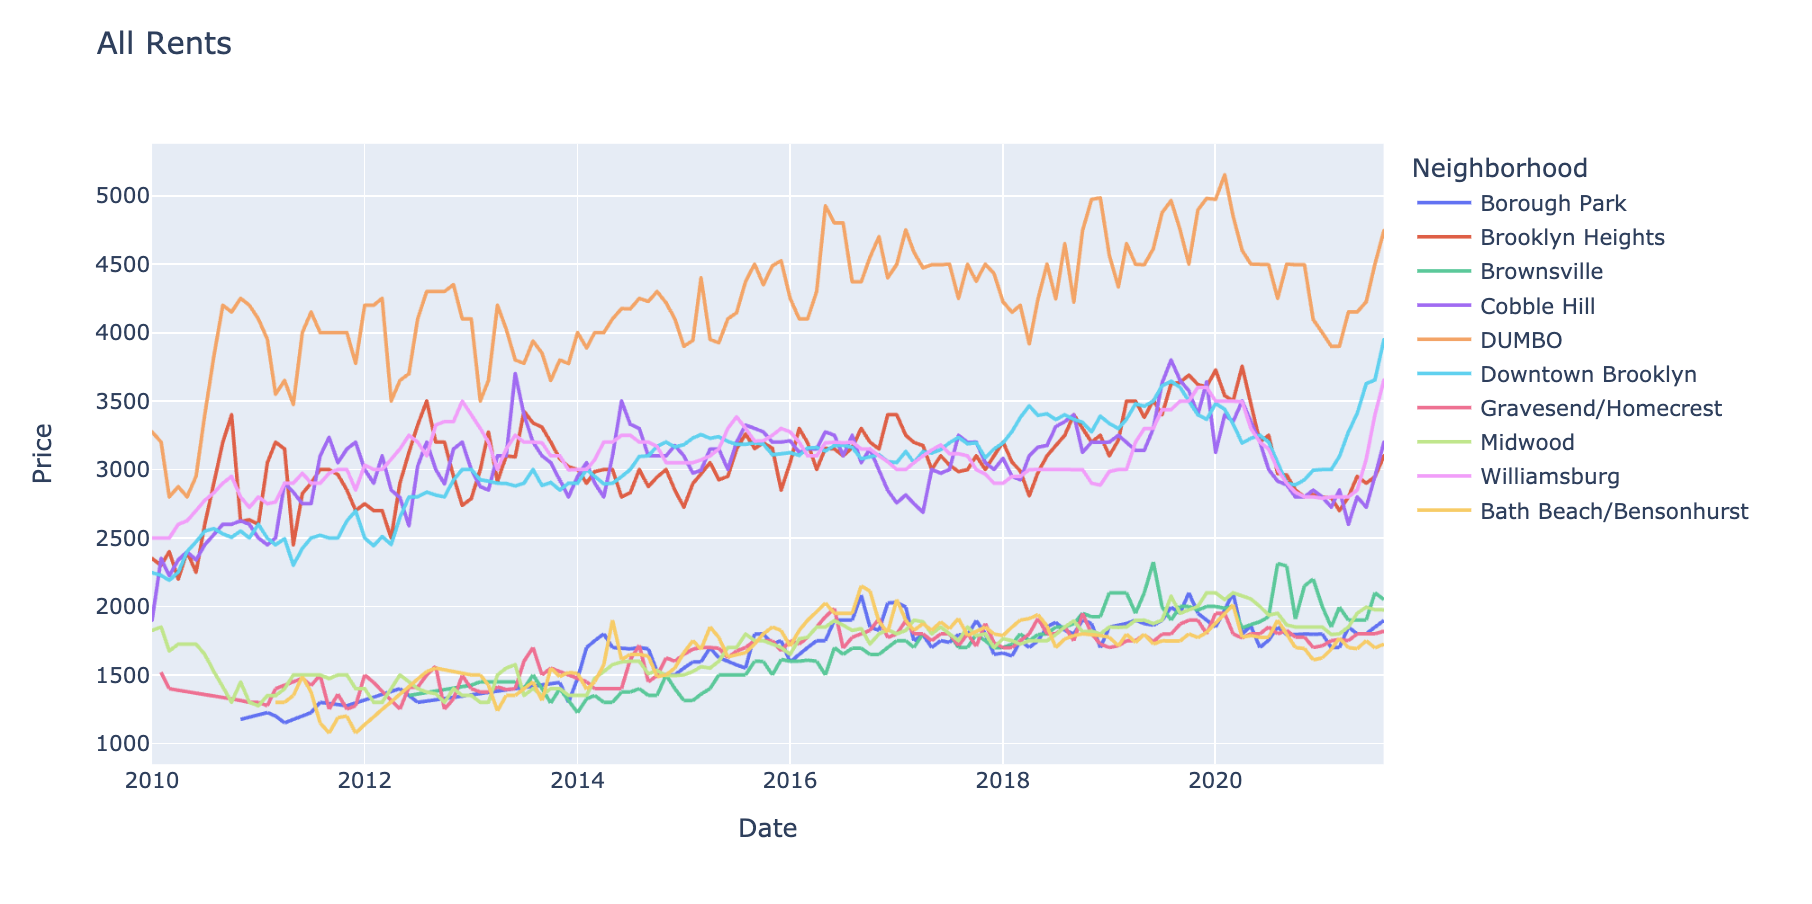 All Rents
Price
5000
4500
4000
3500
3000
2500
2000
1500
1000
2010 2012 2014 2016 2018 2020
Date
Neighborhood
Borough Park
Brooklyn Heights
Brownsville
Cobble Hill
DUMBO
Downtown Brooklyn
Gravesend/Homecrest
Midwood
Williamsburg
Bath Beach/Bensonhurst